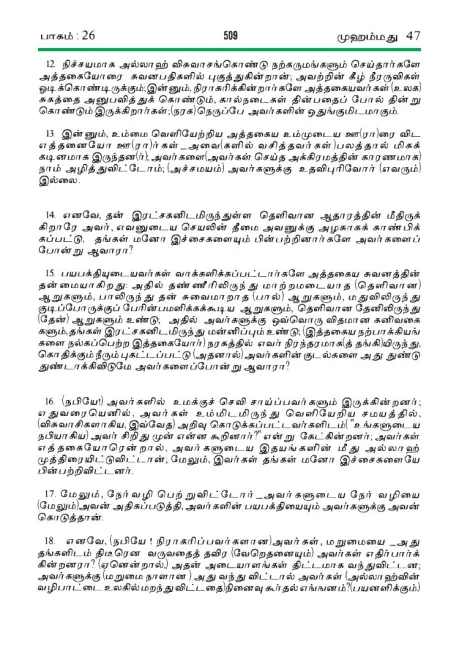 பாகம் : 26 509 முஹம்மது 47
12. நிச்சயமாக அல்லாஹ் விசுவாசங்கொண்டு நற்கருமங்களும் செய்தார்களே
அத்தகையோரை சுவனபதிகளில் புகுத்துகின்றான்; அவற்றின் கீழ் நீரருவிகள்
ஓடிக்கொண்டிருக்கும்;இன்னும், நிராகரிக்கின்றார்களே அத்தகையவர்கள் (உலக)
சுகத்தை அனுபவித்துக் கொண்டும், கால்நடைகள் தின்பதைப் போல் தின்று
கொண்டும் இருக்கிறார்கள்;(நரக)நெருப்பே அவர்களின் ஒதுங்குமிடமாகும்.
13. இன்னும், உம்மை வெளியேற்றிய அத்தகைய உம்முடைய ஊ(ரா)ரை விட
எத்தனையோ ஊ(ரா)ர்கள் _அவை(களில் வசித்தவர்கள்)பலத்தால் மிகக்
கடினமாக இருந்தன(ர்); அவர்களை(அவர்கள் செய்த அக்கிரமத்தின் காரணமாக)
நாம் அழித்துவிட்டோம்; (அச்சமயம்) அவர்களுக்கு உதவிபுரிவோர் (எவரும்)
இல்லை.
14. எனவே, தன் இரட்சகனிடமிருந்துள்ள தெளிவான ஆதாரத்தின் மீதிருக்
கிறாரே அவர், எவனுடைய செயலின் தீமை அவனுக்கு அழகாகக் காண்பிக்
கப்பட்டு, தங்கள் மனோ இச்சைகளையும் பின்பற்றினார்களே அவர்களைப்
போன்று ஆவாரா?
15. பயபக்தியுடையவர்கள் வாக்களிக்கப்பட்டார்களே அத்தகைய சுவனத்தின்
தன்மையாகிறது: அதில் தண்ணீரிலிருந்து மாற்றமடையாத (தெளிவான)
ஆறுகளும், பாலிருந்து தன் சுவைமாறாத (பால்) ஆறுகளும், மதுவிலிருந்து
குடிப்போருக்குப் பேரின்பமளிக்கக்கூடிய ஆறுகளும், தெளிவான தேனிலிருந்து
(தேன்) ஆறுகளும் உண்டு, அதில் அவர்களுக்கு ஒவ்வொரு விதமான கனிவகை
களும்,தங்கள் இரட்சகனிடமிருந்து மன்னிப்பும் உண்டு; (இத்தகைய நற்பாக்கியங்
களை நல்கப்பெற்ற இத்தகையோர்) நரகத்தில் எவர் நிரந்தரமாக(த் தங்கி)யிருந்து,
கொதிக்கும் நீரும் புகட்டப்பட்டு (அதனால்) அவர்களின் குடல்களை அது துண்டு
துண்டாக்கிவிடுமே அவர்களைப்போன்று ஆவாரா?
16. (நபியே!) அவர்களில் உமக்குச் செவி சாய்ப்பவர்களும் இருக்கின்றனர்;
எதுவரையெனில், அவர்கள் உம்மிடமிருந்து வெளியேறிய சமயத்தில்,
(விசுவாசிகளாகிய, இவ்வேத) அறிவு கொடுக்கப்பட்டவர்களிடம்("உங்களுடைய
நபியாகிய) அவர் சிறிது முன் என்ன கூறினார்?" என்று கேட்கின்றனர்; அவர்கள்
எத்தகையோரென்றால், அவர்களுடைய இதயங்களின் மீது அல்லாஹ்
முத்திரையிட்டுவிட்டான்; மேலும், இவர்கள் தங்கள் மனோ இச்சைகளையே
பின்பற்றிவிட்டனர்.
17. மேலும், நேர்வழி பெற்றுவிட்டோர் _அவர்களுடைய நேர் வழியை
(மேலும்)அவன் அதிகப்படுத்தி, அவர்களின் பயபக்தியையும் அவர்களுக்கு அவன்
கொடுத்தான்.
18. எனவே, (நபியே ! நிராகரிப்பவர்களான)அவர்கள், மறுமையை _அது
தங்களிடம் திடீரென வருவதைத் தவிர (வேறெதனையும்) அவர்கள் எதிர்பார்க்
கின்றனரா? (ஏனென்றால்,) அதன் அடையாளங்கள் திட்டமாக வந்துவிட்டன;
அவர்களுக்கு (மறுமை நாளான ) அது வந்து விட்டால் அவர்கள் (அல்லாஹ்வின்
வழிபாட்டை உலகில் மறந்து விட்டதை)நினைவு கூர்தல் எங்ஙனம்?(பயனளிக்கும்.)